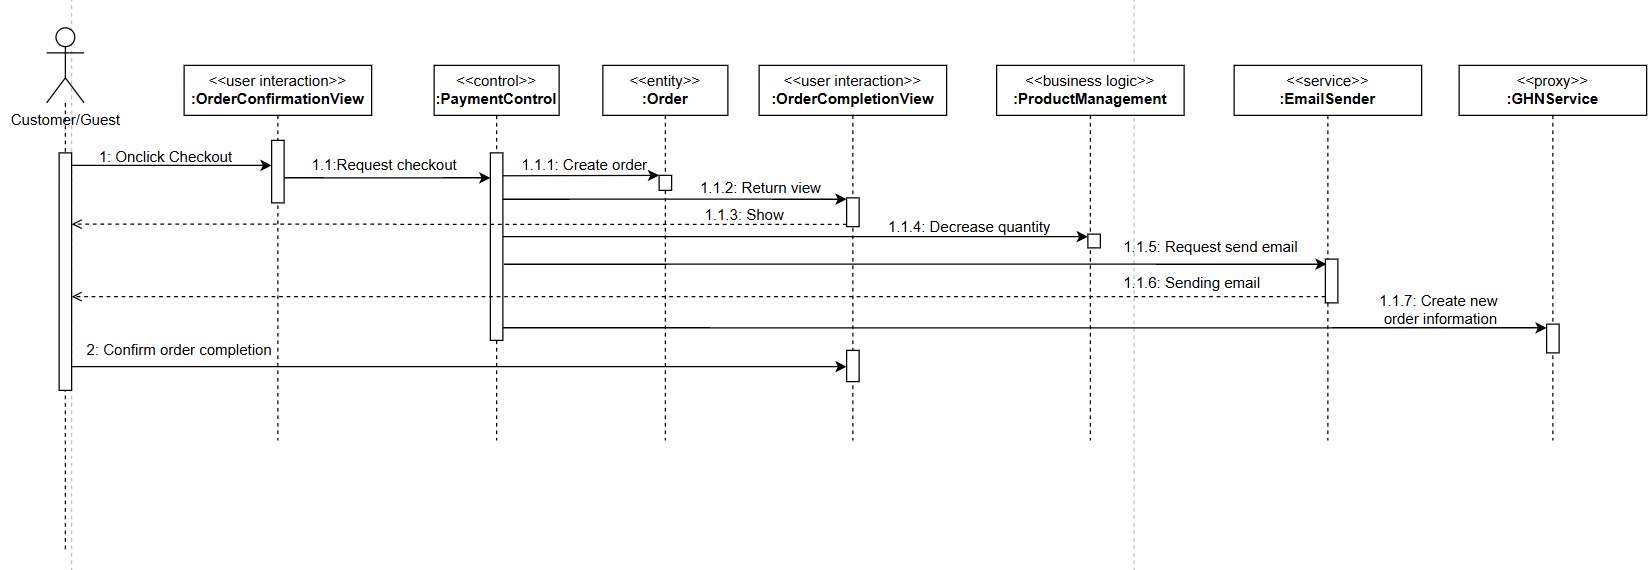 <<user interaction>>
:OrderConfirmationView
<<control>>
:PaymentControl
<<entity>>
:Order
<<user interaction>>
:OrderCompletionView
<<business logic>>
:ProductManagement
<<service>>
:EmailSender
<<proxy>>
:GHNService
Customer/Guest
1: Onclick Checkout
1.1:Request checkout
1.1.1: Create order
1.1.2: Return view
1.1.3: Show
1.1.4: Decrease quantity
1.1.5: Request send email
1.1.6: Sending email
1.1.7: Create new
order information
2: Confirm order completion